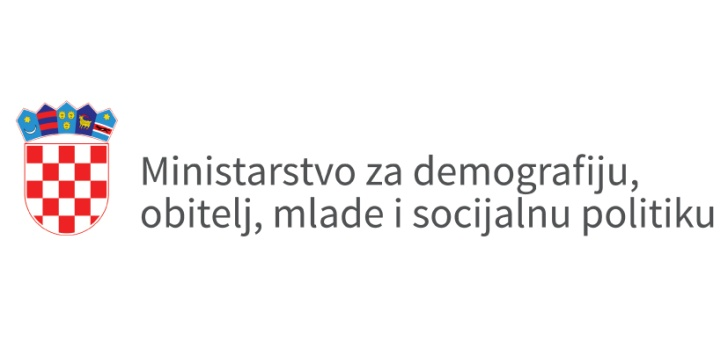 Ministarstvo za demografiju,
obitelj, mlade i socijalnu politiku